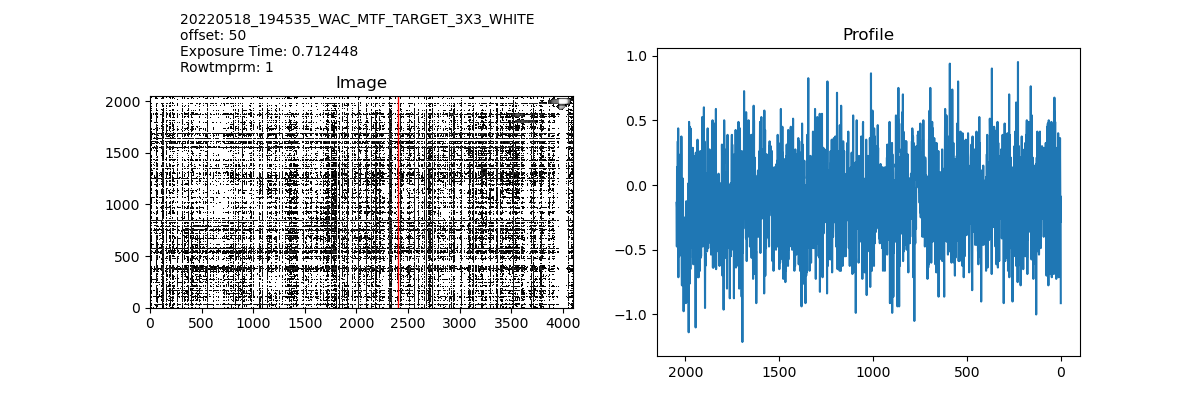 20220518_194535_WAC_MTF_TARGET_3X3_WHITE
offset: 50
Exposure Time: 0.712448
Rowtmprm: 1
Image
2000
1500
1000
500
0
0 500 1000 1500 2000 2500 3000 3500 4000
Profile
1.0
0.5
0.0
−0.5
−1.0
2000 1500 1000 500 0